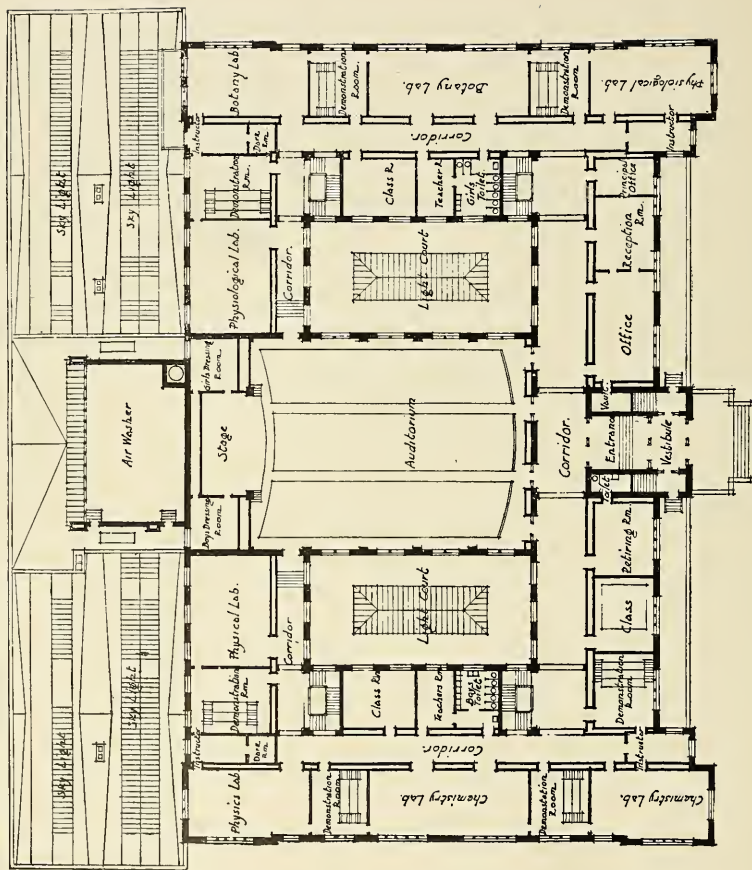 Sky Light
Sky Light
Sky Light
Sky Light
Air Washer
Botany Lab.
Demonstration
Room
Botany Lab.
Demonstration
Room
Physiological Lab.
Instructor
Dark
Rm
Corridor.
Instructor
Demonstration
Rm.
Class R.
Teacher R.
Girls
Toilet
Principal
Office
Physiological Lab.
Corridor
Light Court
Reception
Rm.
Office
Girls Dressing
Room
Stage
Auditorium
Corridor.
Vault
Entrance
Vestibule
Toilet
Boys Dressing
Room
Physical Lab.
Corridor
Light Court
Retiring Rm.
Class
Demonstration
Rm
Class Rm
Teachers Rm
Boys
Toilet
Demonstration
Room
Instructor
Dark
Rm
Corridor.
Instructor
Physics Lab.
Demonstration
Room
Chemistry Lab.
Demonstration
Room
Chemistry Lab.